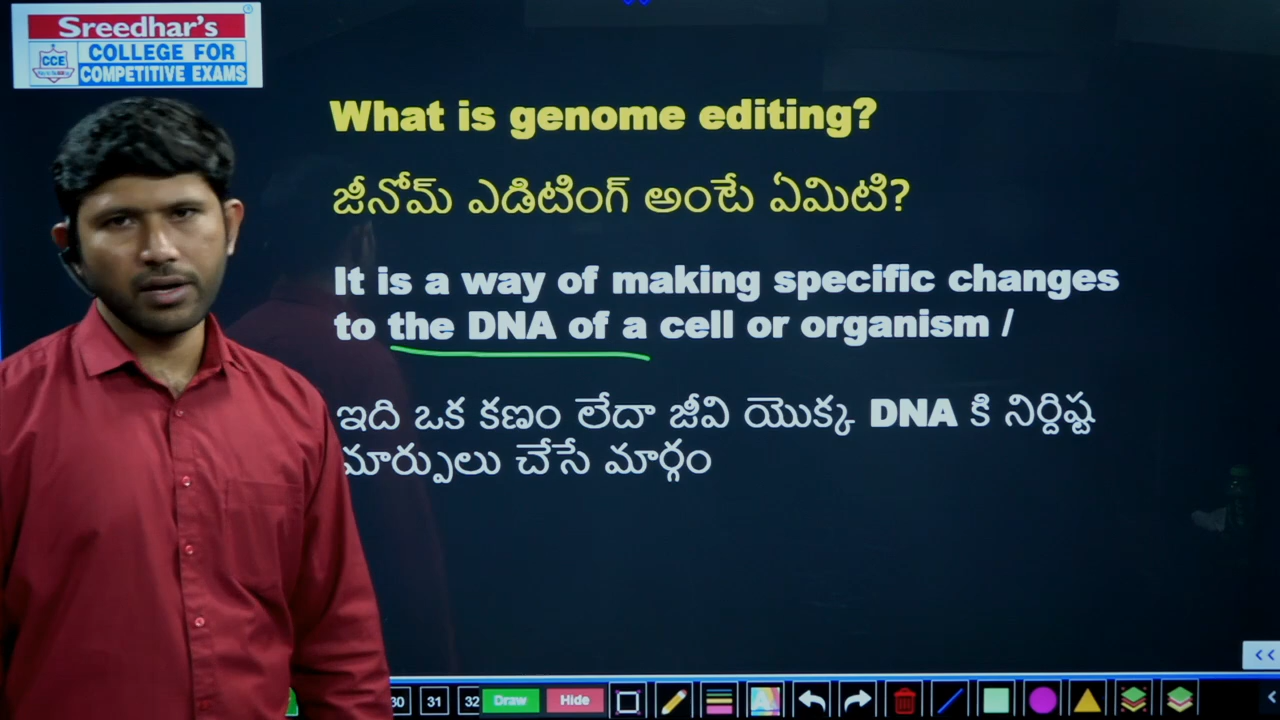 Sreedhar's
CCE
COLLEGE FOR
COMPETITIVE EXAMS
What is genome editing?
జీనోమ్ ఎడిటింగ్ అంటే ఏమిటి?
It is a way of making specific changes
to the DNA of a cell or organism /
ఇది ఒక కణం లేదా జీవి యొక్క DNA కి నిర్దిష్ట
మార్పులు చేసే మార్గం
30 31 32 Draw Hide